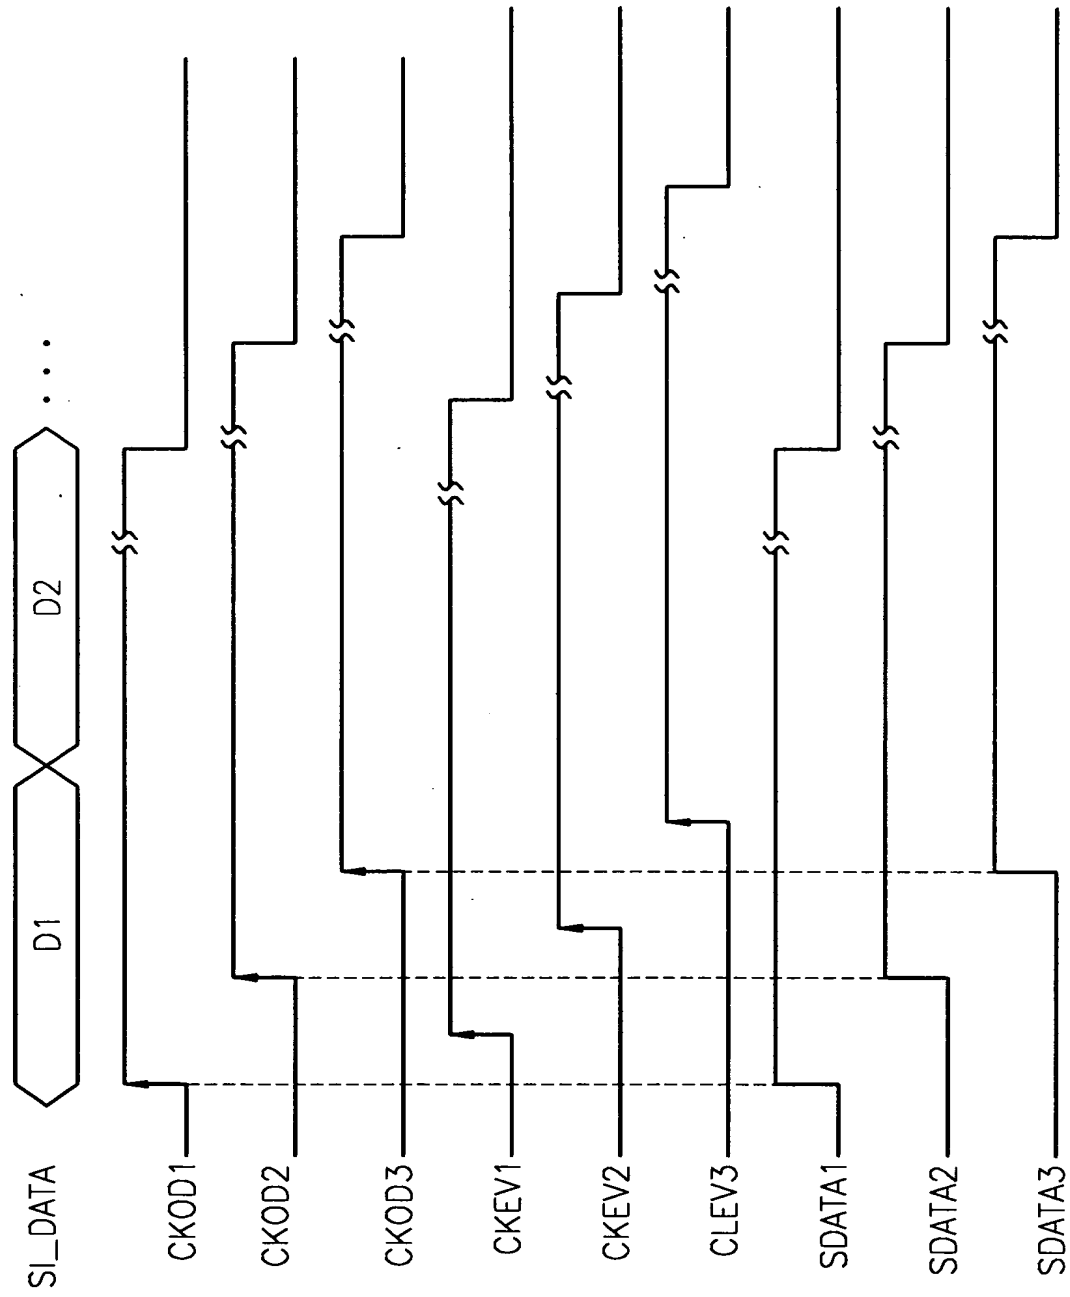 SI_DATA
D1
D2
...
CKOD1
CKOD2
CKOD3
CKEV1
CKEV2
CLEV3
SDATA1
SDATA2
SDATA3